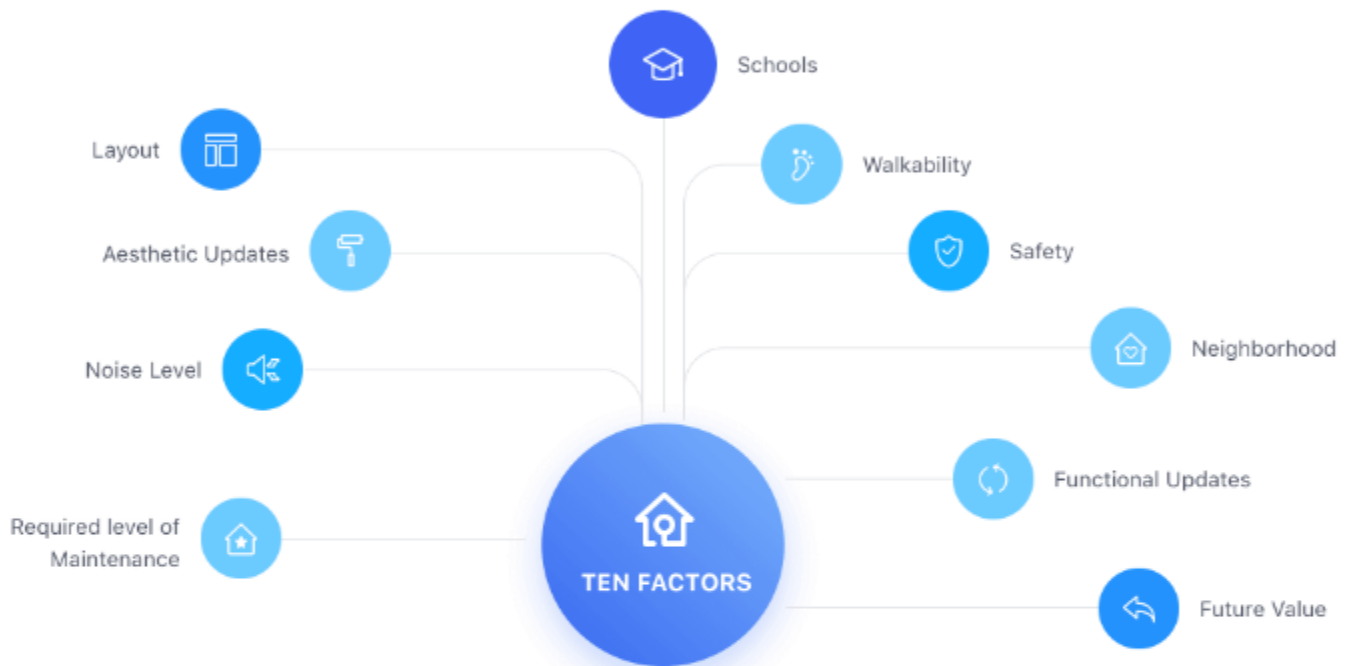 Schools
Layout
Walkability
Aesthetic Updates
Safety
Neighborhood
Noise Level
Functional Updates
Required level of
Maintenance
TEN FACTORS
Future Value